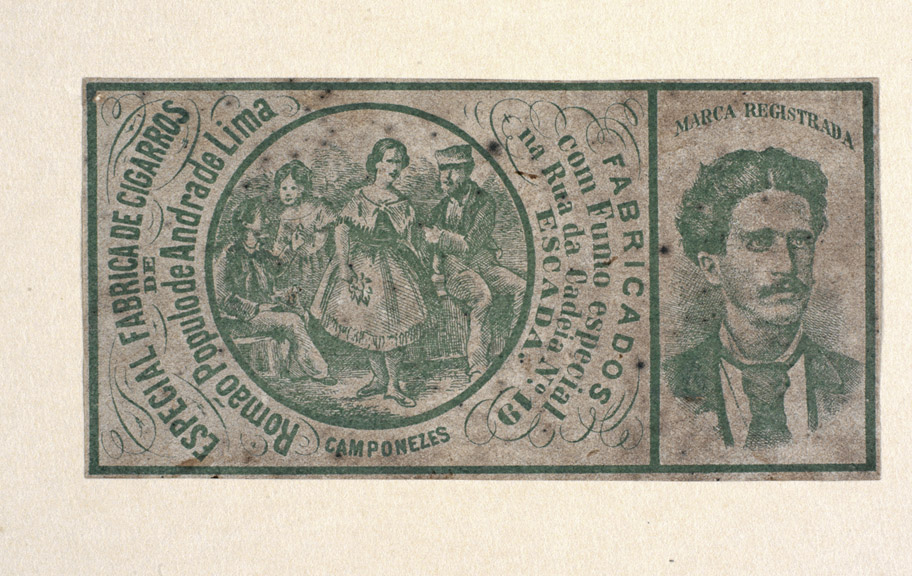 ESPECIAL FABRICA DE CIGARROS
DE
Romão Populo de Andrade Lima
CAMPONEZES
FABRICADOS
com Fumo especial
na Rua da Cadeia Nº. 19
ESCADA.
MARCA REGISTRADA